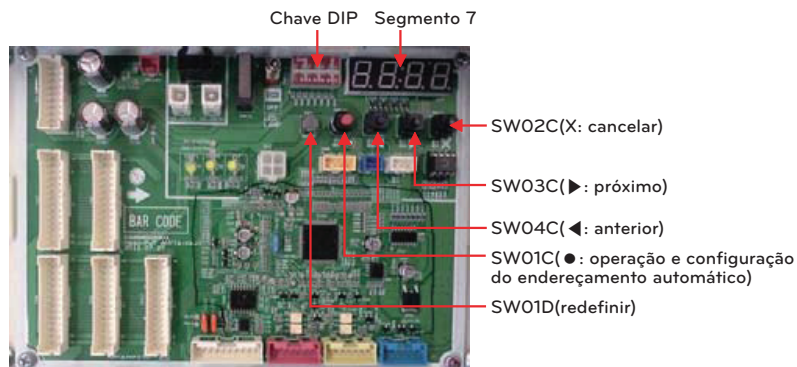 Chave DIP Segmento 7
SW02C(X: cancelar)
SW03C(▶: próximo)
SW04C(◀: anterior)
SW01C(●: operação e configuração
do endereçamento automático)
SW01D(redefinir)
BAR CODE